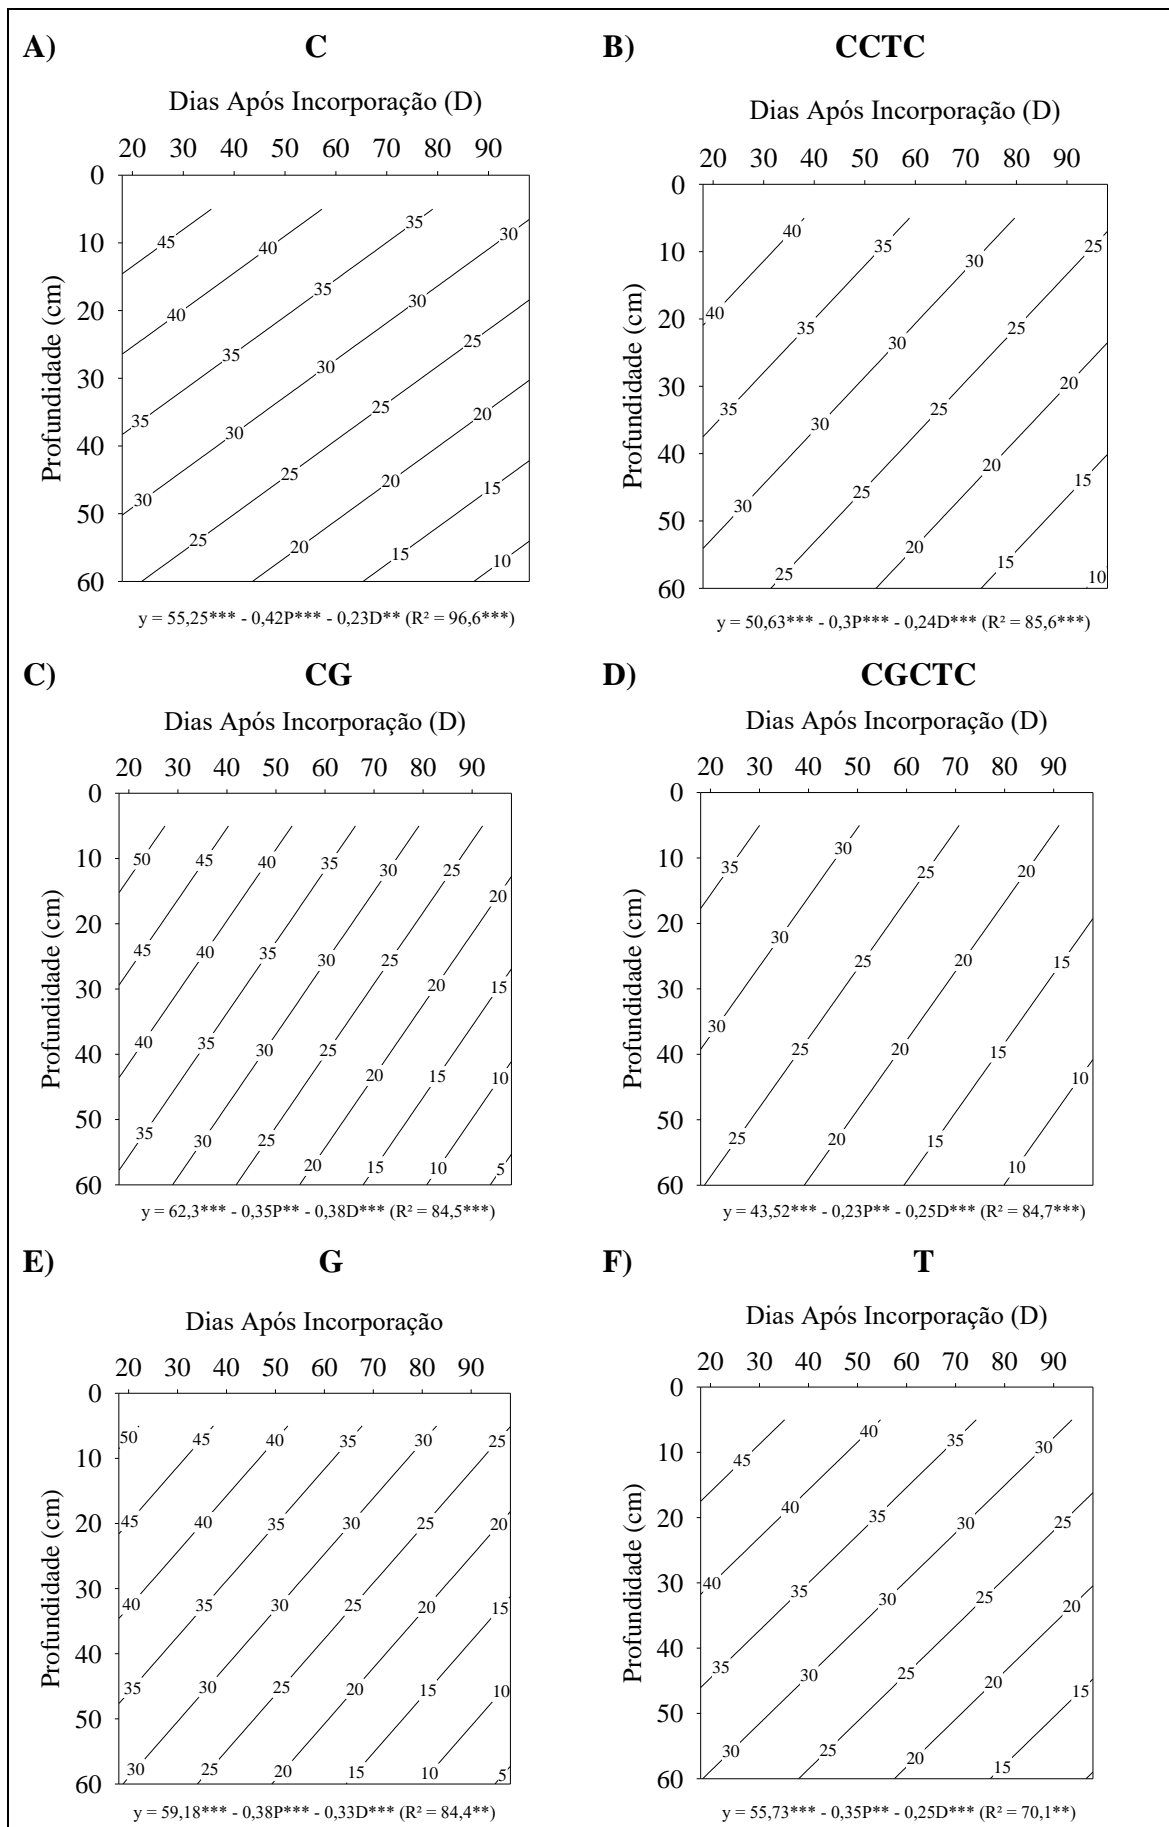 A) C
Dias Após Incorporação (D)
20 30 40 50 60 70 80 90
0
10
20
30
40
50
60
Profundidade (cm)
45 40 35 30
40 35 30 25
35 30 25 20
30 25 20 15
25 20 15 10
y = 55,25*** - 0,42P*** - 0,23D** (R² = 96,6***)
B) CCTC
Dias Após Incorporação (D)
20 30 40 50 60 70 80 90
0
10
20
30
40
50
60
Profundidade (cm)
40 35 30 25
40 35 30 25 20
35 30 25 20 15
30 25 20 15 10
25
y = 50,63*** - 0,3P*** - 0,24D*** (R² = 85,6***)
C) CG
Dias Após Incorporação (D)
20 30 40 50 60 70 80 90
0
10
20
30
40
50
60
Profundidade (cm)
50 45 40 35 30 25 20
45 40 35 30 25 20 15
40 35 30 25 20 15 10
35 30 25 20 15 10 5
y = 62,3*** - 0,35P** - 0,38D*** (R² = 84,5***)
D) CGCTC
Dias Após Incorporação (D)
20 30 40 50 60 70 80 90
0
10
20
30
40
50
60
Profundidade (cm)
35 30 25 20 15
30 25 20 15 10
30 25 20 15 10
25
y = 43,52*** - 0,23P** - 0,25D*** (R² = 84,7***)
E) G
Dias Após Incorporação
20 30 40 50 60 70 80 90
0
10
20
30
40
50
60
Profundidade (cm)
50 45 40 35 30 25
45 40 35 30 25 20
40 35 30 25 20 15
35 30 25 20 15 10
30 25 20 15 10 5
y = 59,18*** - 0,38P*** - 0,33D*** (R² = 84,4**)
F) T
Dias Após Incorporação (D)
20 30 40 50 60 70 80 90
0
10
20
30
40
50
60
Profundidade (cm)
45 40 35 30
40 35 30 25
40 35 30 25 20
35 30 25 20 15
30 25 20 15
y = 55,73*** - 0,35P** - 0,25D*** (R² = 70,1**)